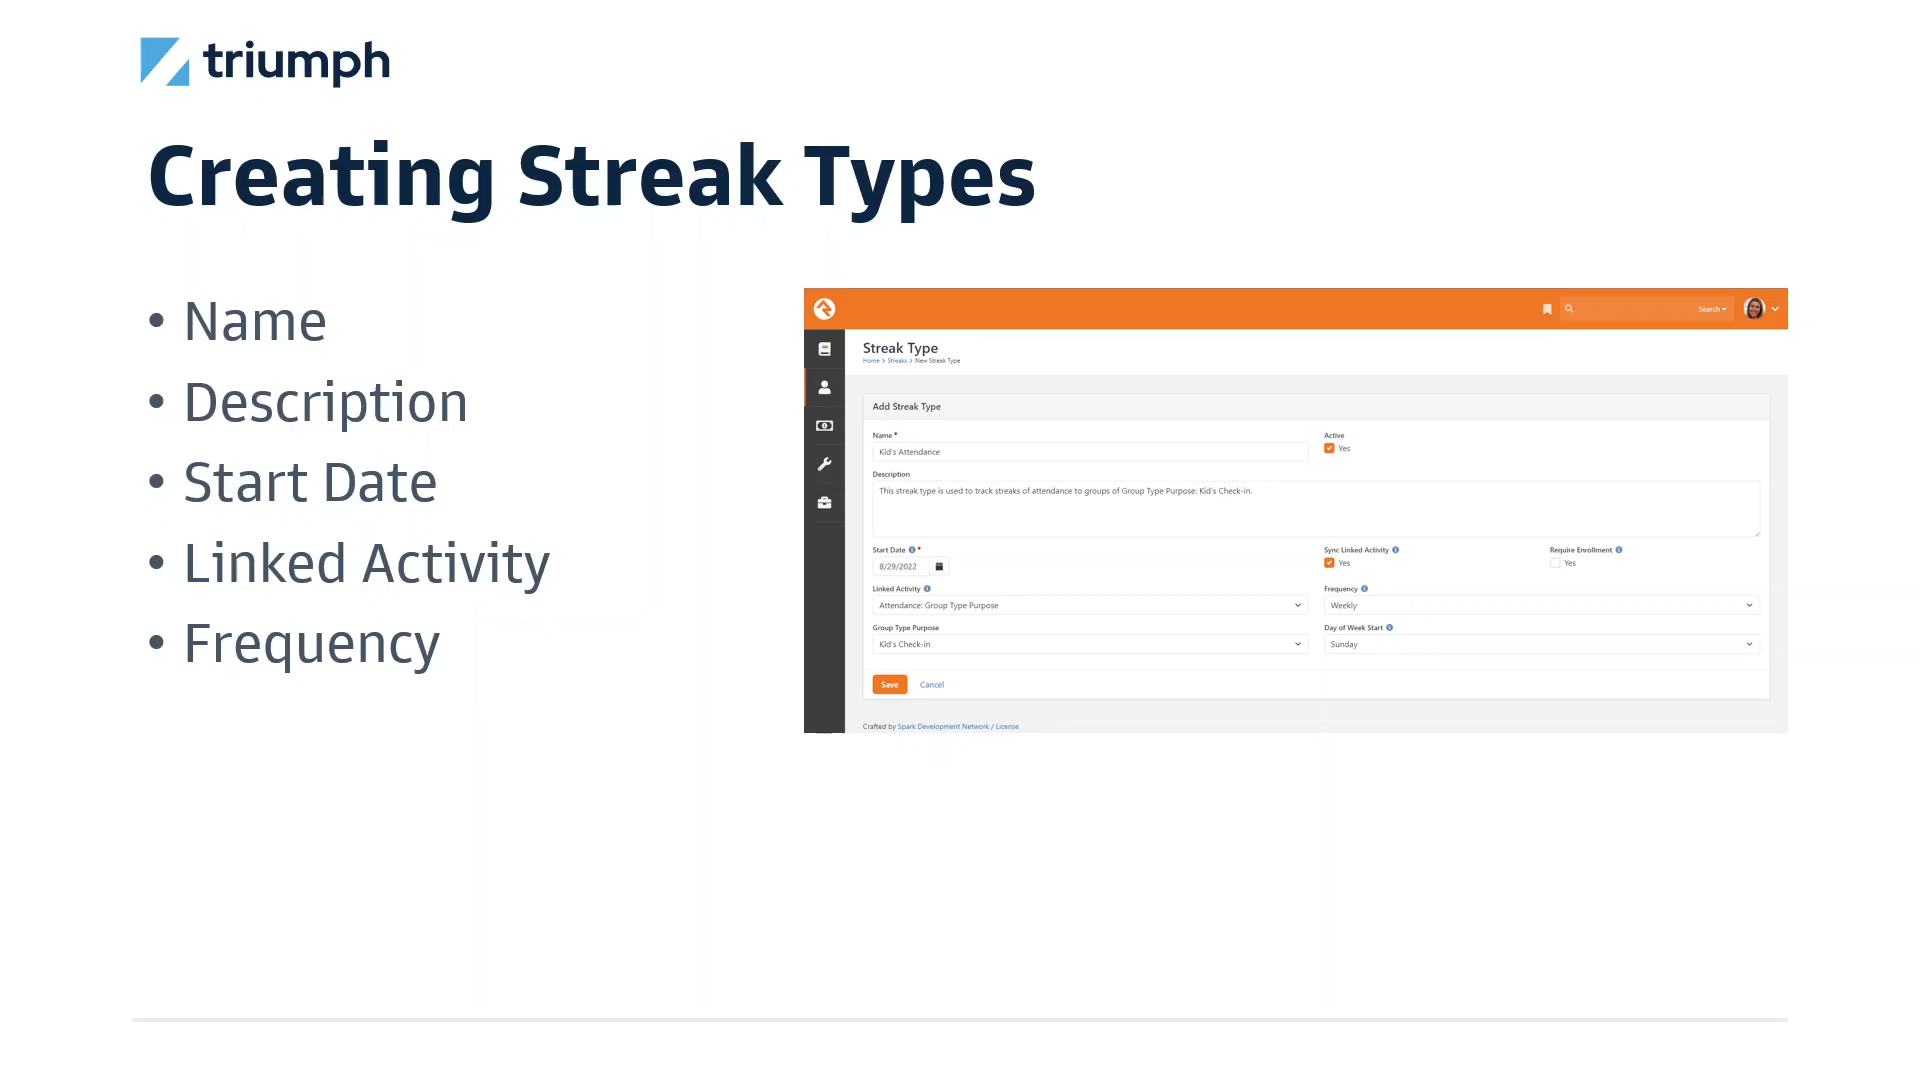 triumph
Creating Streak Types
• Name
• Description
• Start Date
• Linked Activity
• Frequency
Search
Streak Type
Home > Streaks > New Streak Type
Add Streak Type
Name *
Active
Kid's Attendance
Yes
Description
This streak type is used to track streaks of attendance to groups of Group Type Purpose: Kid's Check-in.
Start Date *
Sync Linked Activity
Require Enrollment
8/29/2022
Yes
Yes
Linked Activity
Frequency
Attendance: Group Type Purpose
Weekly
Group Type Purpose
Day of Week Start
Kid's Check-in
Sunday
Save
Cancel
Crafted by Spark Development Network / License